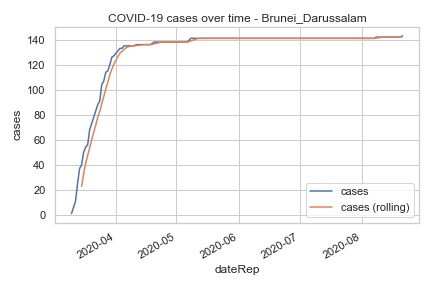 COVID-19 cases over time - Brunei_Darussalam
cases
140
120
100
80
60
40
20
0
2020-04
2020-05
2020-06
2020-07
2020-08
dateRep
cases
cases (rolling)